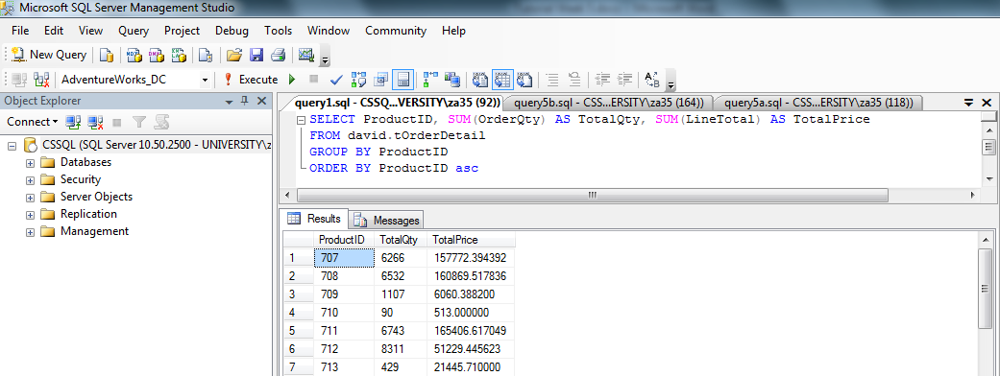 Microsoft SQL Server Management Studio
File Edit View Query Project Debug Tools Window Community Help
New Query
AdventureWorks_DC Execute
Object Explorer
Connect
CSSQL (SQL Server 10.50.2500 - UNIVERSITY\z
Databases
Security
Server Objects
Replication
Management
query1.sql - CSSQ...VERSITY\za35 (92)) query5b.sql - CSS...ERSITY\za35 (164)) query5a.sql - CSS...ERSITY\za35 (118))
SELECT ProductID, SUM(OrderQty) AS TotalQty, SUM(LineTotal) AS TotalPrice
FROM david.tOrderDetail
GROUP BY ProductID
ORDER BY ProductID asc
Results Messages
ProductID TotalQty TotalPrice
1 707 6266 157772.394392
2 708 6532 160869.517836
3 709 1107 6060.388200
4 710 90 513.000000
5 711 6743 165406.617049
6 712 8311 51229.445623
7 713 429 21445.710000